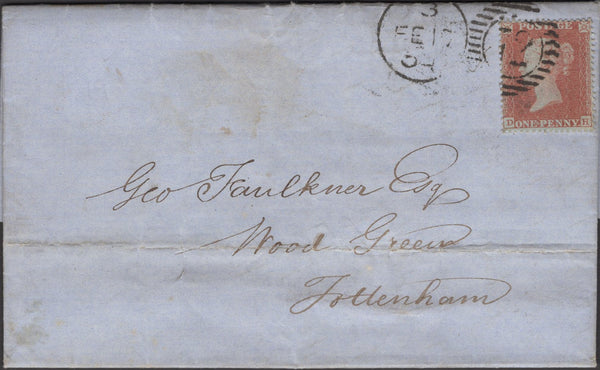 POSTAGE
ONE PENNY
Geo Faulkner Esq
Wood Green
Tottenham